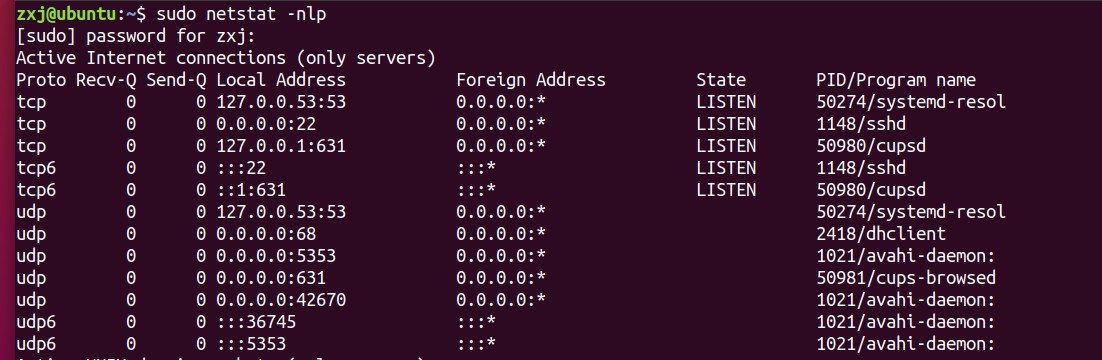 zxj@ubuntu:~$ sudo netstat -nlp
[sudo] password for zxj:
Active Internet connections (only servers)
Proto Recv-Q Send-Q Local Address           Foreign Address         State       PID/Program name
tcp        0      0 127.0.0.53:53           0.0.0.0:*               LISTEN      50274/systemd-resol
tcp        0      0 0.0.0.0:22              0.0.0.0:*               LISTEN      1148/sshd
tcp        0      0 127.0.0.1:631           0.0.0.0:*               LISTEN      50980/cupsd
tcp6       0      0 :::22                   :::*                    LISTEN      1148/sshd
tcp6       0      0 ::1:631                 :::*                    LISTEN      50980/cupsd
udp        0      0 127.0.0.53:53           0.0.0.0:*                           50274/systemd-resol
udp        0      0 0.0.0.0:68              0.0.0.0:*                           2418/dhclient
udp        0      0 0.0.0.0:5353            0.0.0.0:*                           1021/avahi-daemon:
udp        0      0 0.0.0.0:631             0.0.0.0:*                           50981/cups-browsed
udp        0      0 0.0.0.0:42670           0.0.0.0:*                           1021/avahi-daemon:
udp6       0      0 :::36745                :::*                                1021/avahi-daemon:
udp6       0      0 :::5353                 :::*                                1021/avahi-daemon: